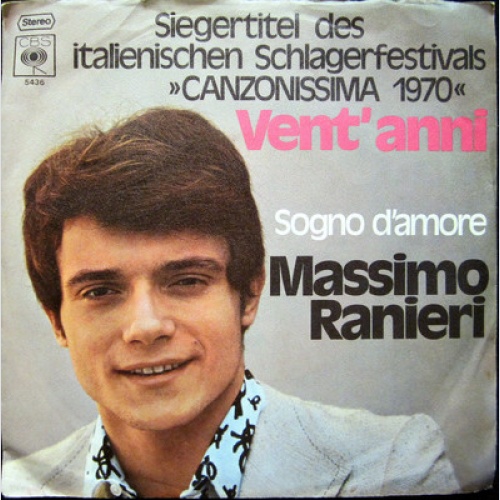 Stereo
CBS
5436
Siegertitel des
italienischen Schlagerfestivals
»CANZONISSIMA 1970«
Vent'anni
Sogno d'amore
Massimo
Ranieri